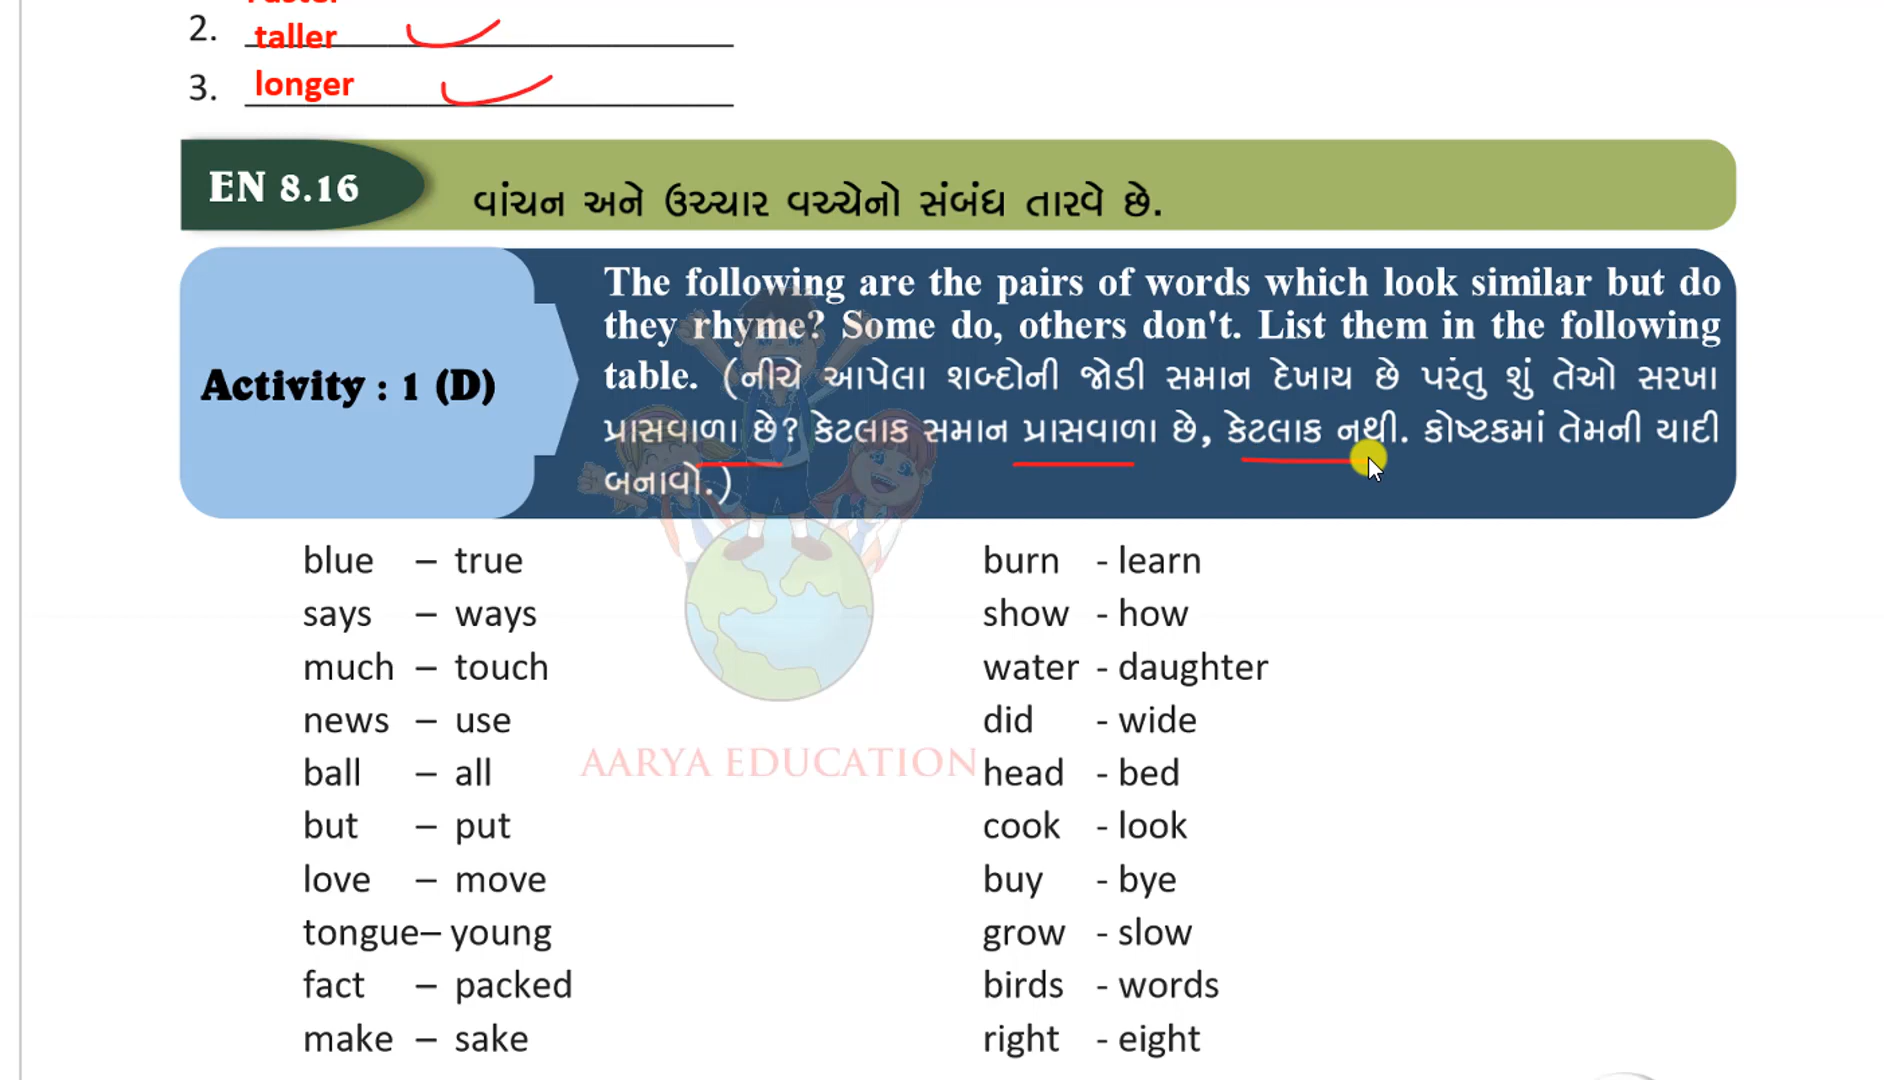 2. taller
3. longer
EN 8.16
વાંચન અને ઉચ્ચાર વચ્ચેનો સંબંધ તારવે છે.
Activity : 1 (D)
The following are the pairs of words which look similar but do
they rhyme? Some do, others don't. List them in the following
table. (નીચે આપેલા શબ્દોની જોડી સમાન દેખાય છે પરંતુ શું તેઓ સરખા
પ્રાસવાળા છે? કેટલાક સમાન પ્રાસવાળા છે, કેટલાક નથી. કોષ્ટકમાં તેમની યાદી
બનાવો.)
blue – true
says – ways
much – touch
news – use
ball – all
but – put
love – move
tongue– young
fact – packed
make – sake
burn - learn
show - how
water - daughter
did - wide
head - bed
cook - look
buy - bye
grow - slow
birds - words
right - eight
AARYA EDUCATION